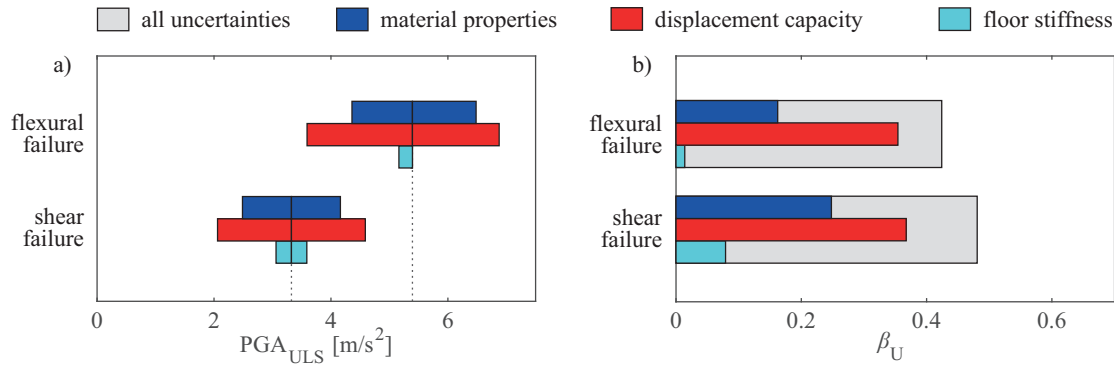 all uncertainties material properties displacement capacity floor stiffness
a)
flexural
failure
shear
failure
0 2 4 6
PGA_ULS [m/s²]
b)
flexural
failure
shear
failure
0 0.2 0.4 0.6
β_U